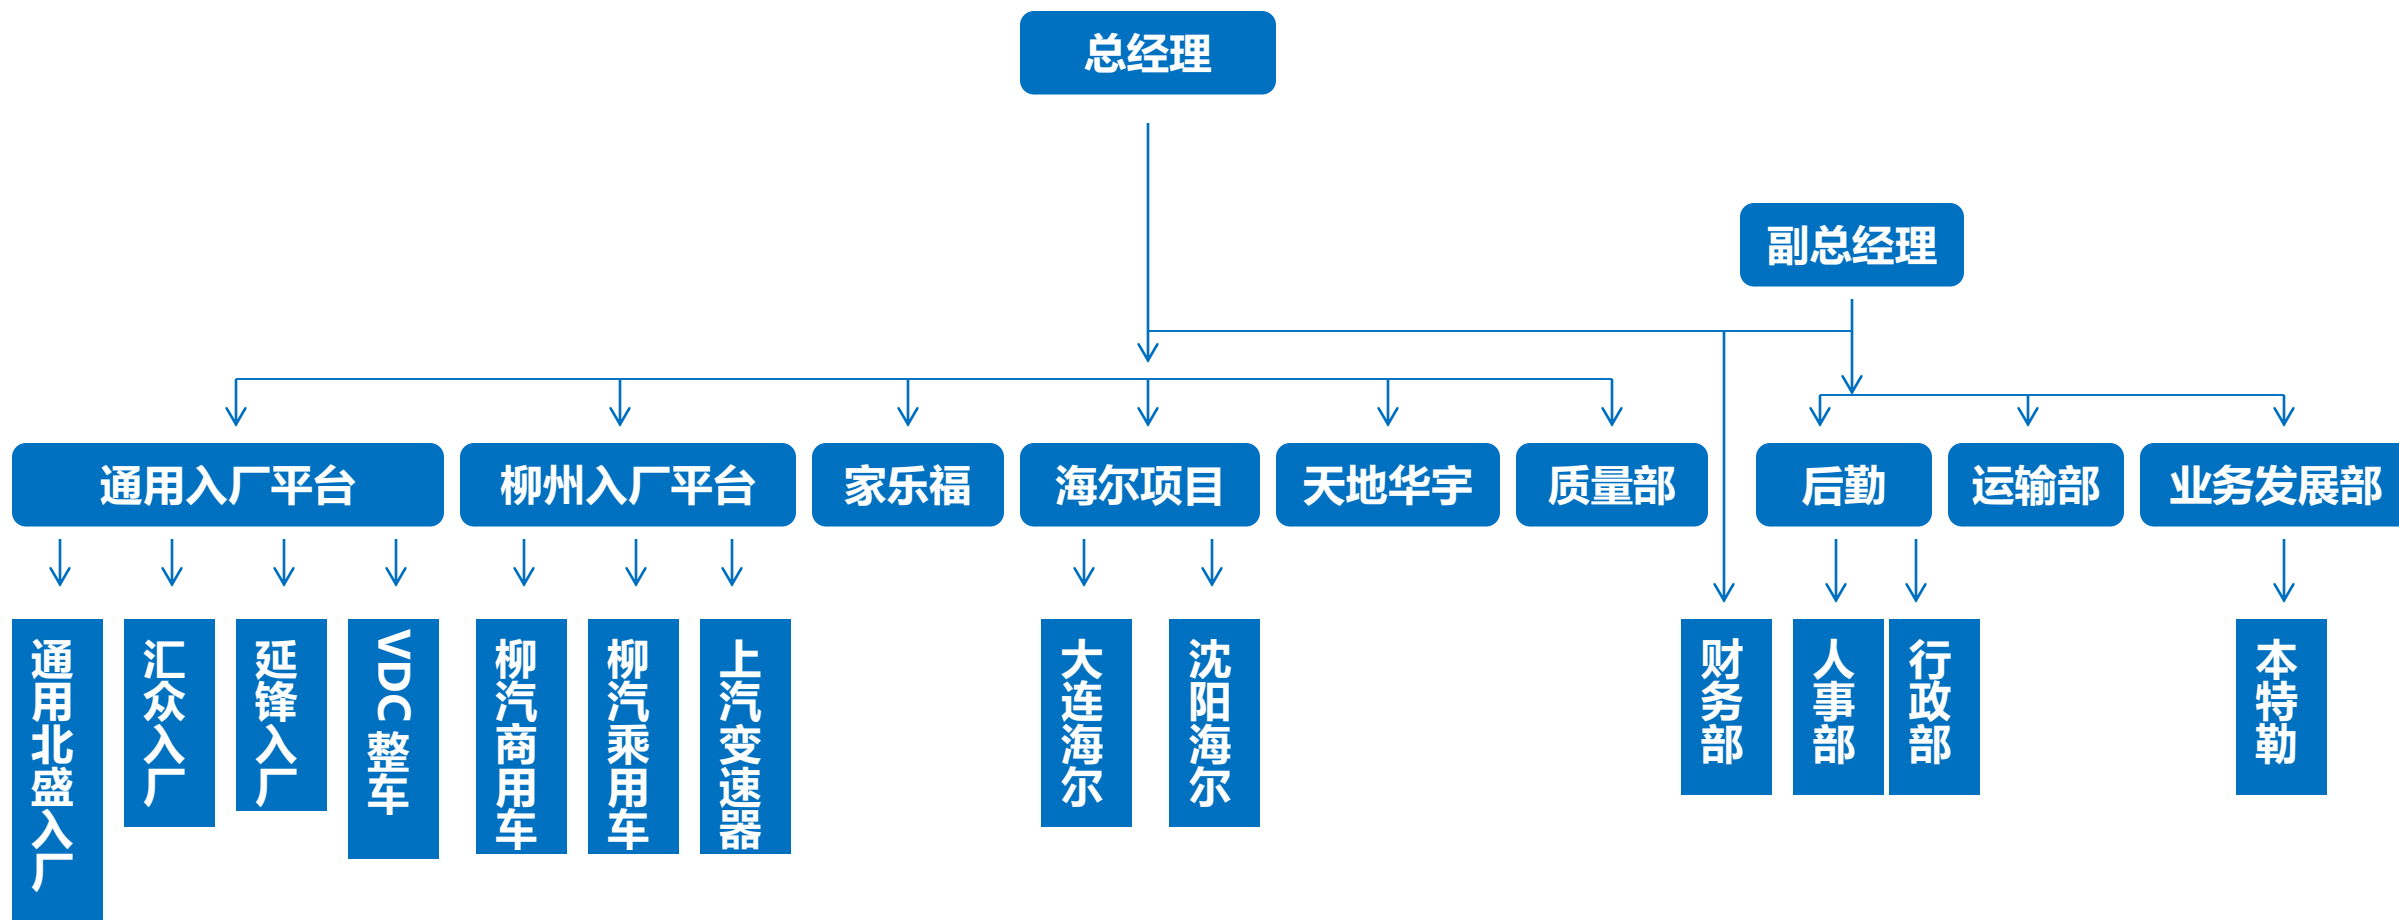 总经理
副总经理
通用入厂平台
柳州入厂平台
家乐福
海尔项目
天地华宇
质量部
后勤
运输部
业务发展部
通用北盛入厂
汇众入厂
延锋入厂
VDC整车
柳汽商用车
柳汽乘用车
上汽变速器
大连海尔
沈阳海尔
财务部
人事部
行政部
本特勒